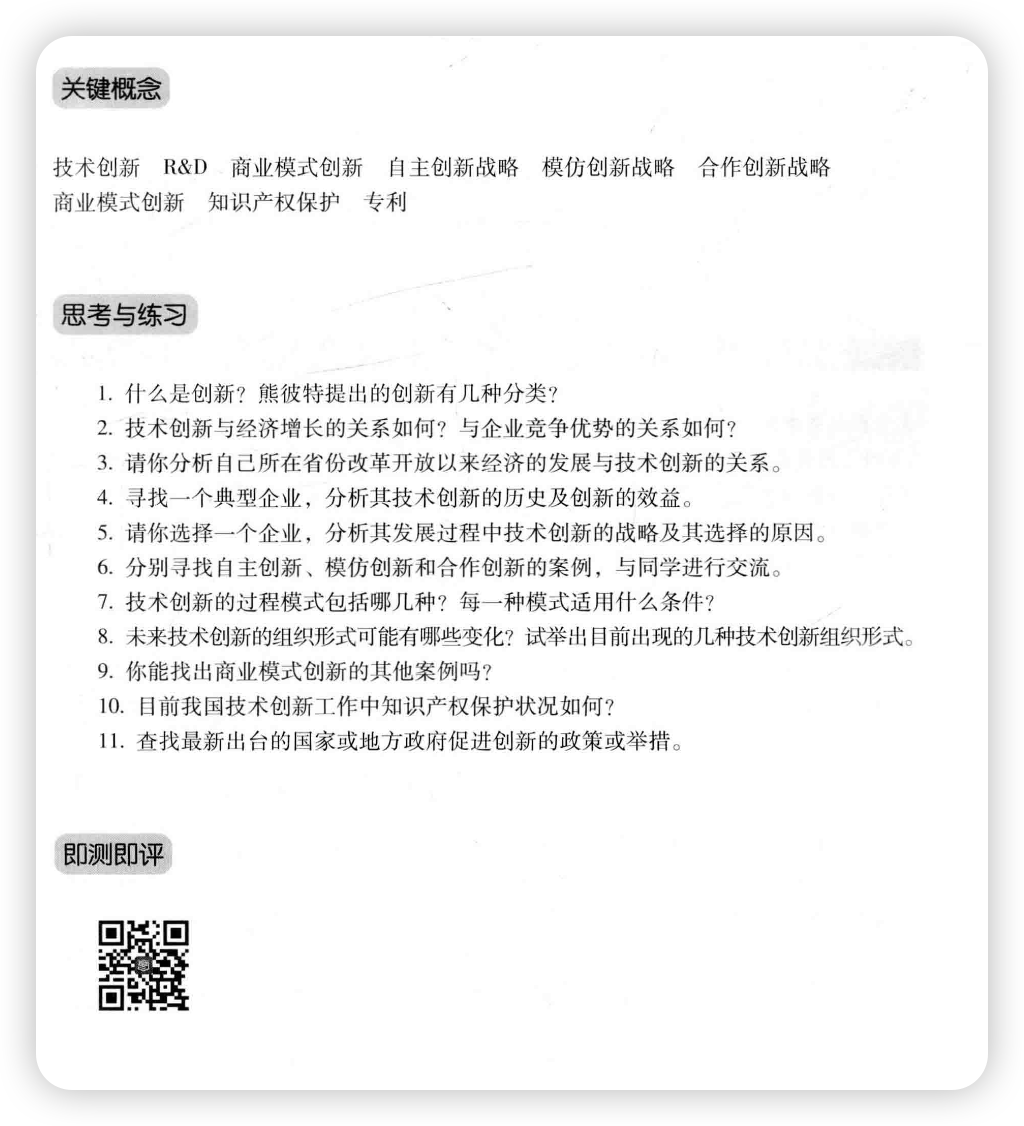 关键概念
技术创新 R&D 商业模式创新 自主创新战略 模仿创新战略 合作创新战略
商业模式创新 知识产权保护 专利
思考与练习
1. 什么是创新？熊彼特提出的创新有几种分类？
2. 技术创新与经济增长的关系如何？与企业竞争优势的关系如何？
3. 请你分析自己所在省份改革开放以来经济的发展与技术创新的关系。
4. 寻找一个典型企业，分析其技术创新的历史及创新的效益。
5. 请你选择一个企业，分析其发展过程中技术创新的战略及其选择的原因。
6. 分别寻找自主创新、模仿创新和合作创新的案例，与同学进行交流。
7. 技术创新的过程模式包括哪几种？每一种模式适用什么条件？
8. 未来技术创新的组织形式可能有哪些变化？试举出目前出现的几种技术创新组织形式。
9. 你能找出商业模式创新的其他案例吗？
10. 目前我国技术创新工作中知识产权保护状况如何？
11. 查找最新出台的国家或地方政府促进创新的政策或举措。
即测即评